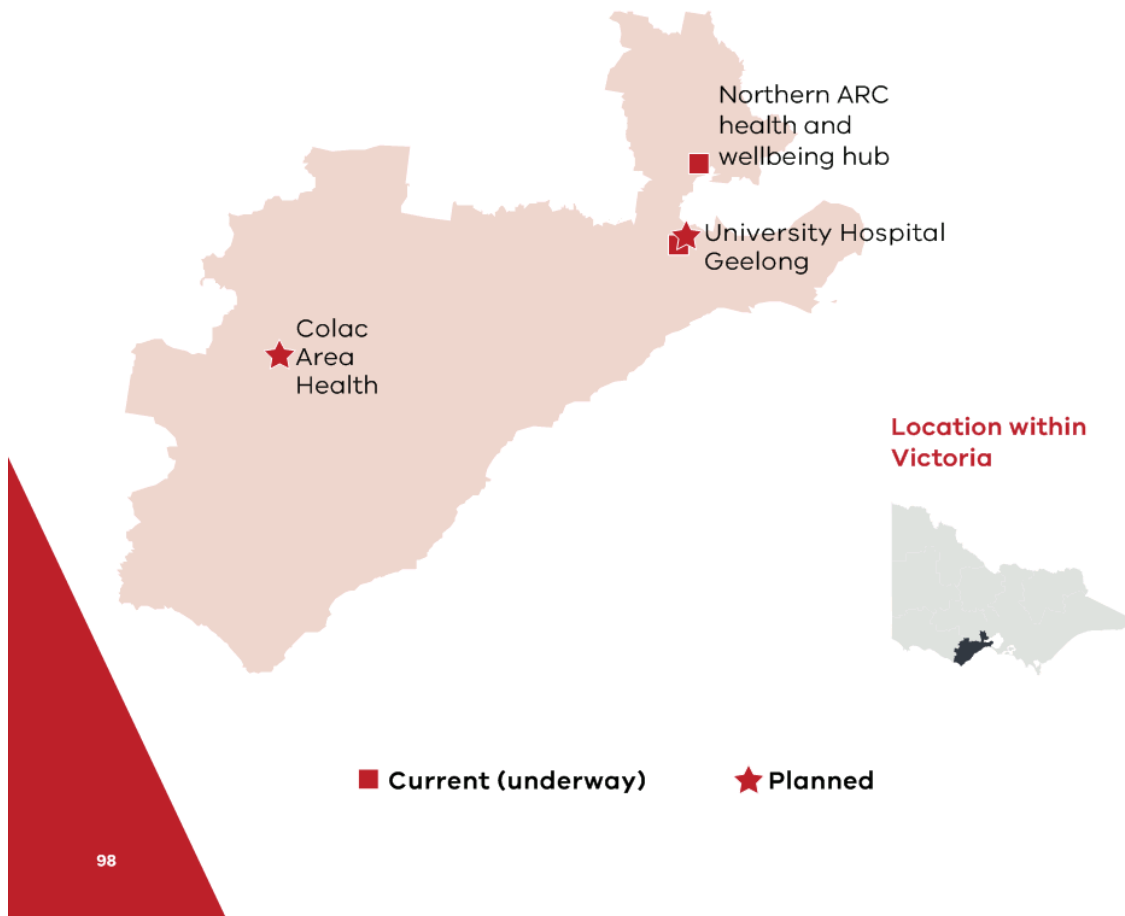 Northern ARC
health and
wellbeing hub
University Hospital
Geelong
Colac
Area
Health
Location within
Victoria
Current (underway)
Planned
98